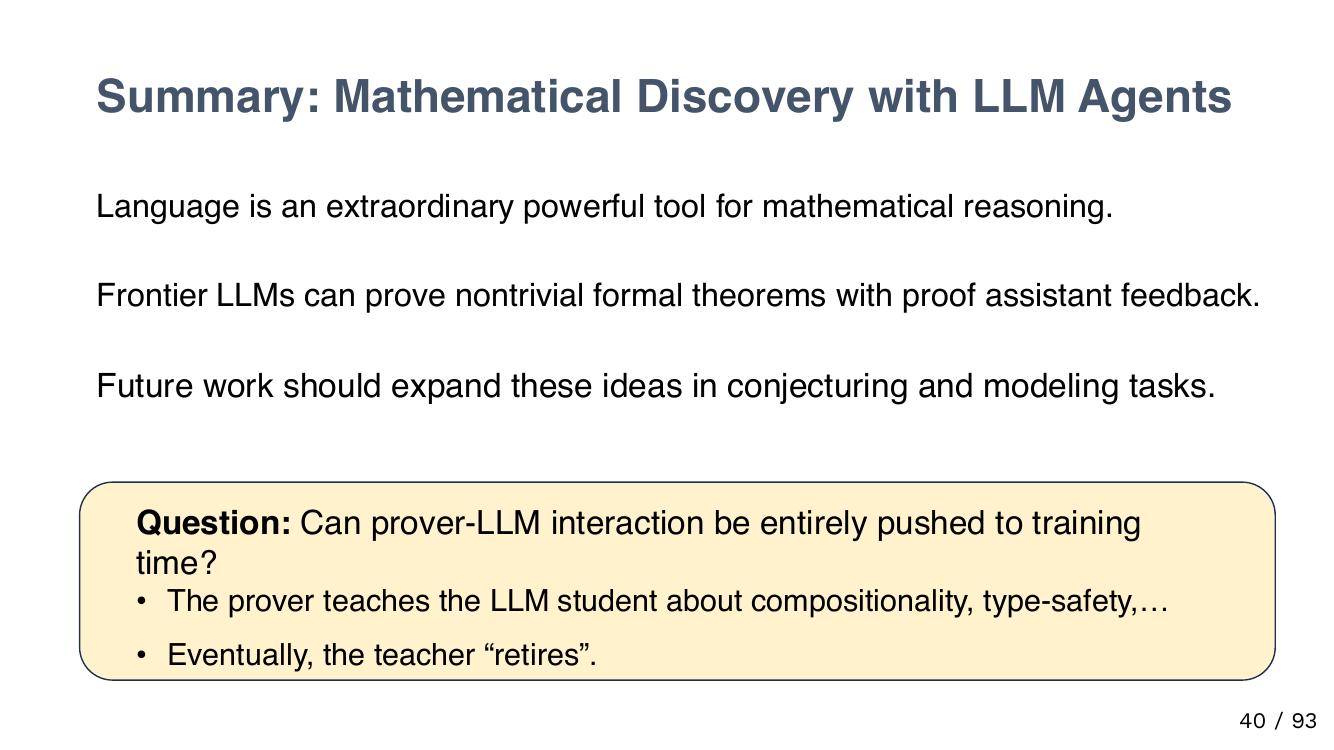 Summary: Mathematical Discovery with LLM Agents
Language is an extraordinary powerful tool for mathematical reasoning.
Frontier LLMs can prove nontrivial formal theorems with proof assistant feedback.
Future work should expand these ideas in conjecturing and modeling tasks.
Question: Can prover-LLM interaction be entirely pushed to training
time?
• The prover teaches the LLM student about compositionality, type-safety,…
• Eventually, the teacher “retires”.
40 / 93